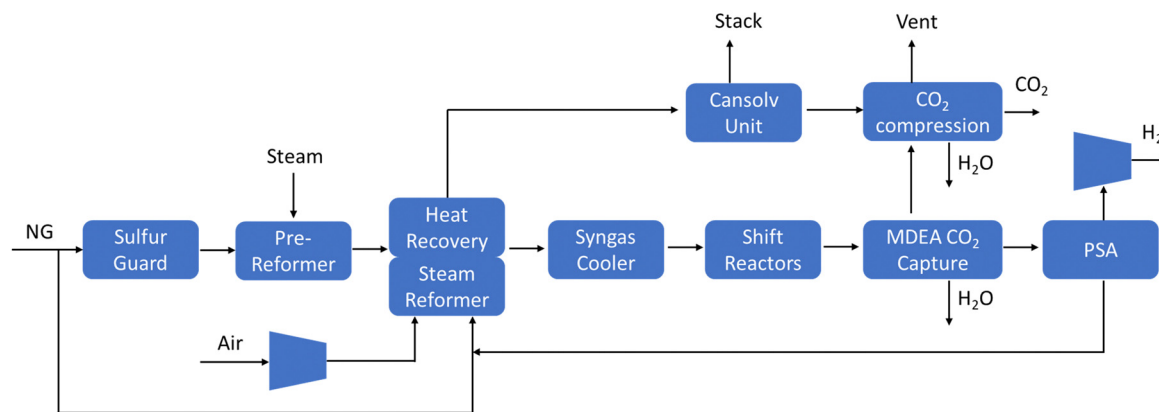 Stack
Vent
Cansolv
Unit
CO₂
compression
CO₂
H₂
Steam
H₂O
NG
Sulfur
Guard
Pre-
Reformer
Heat
Recovery
Steam
Reformer
Syngas
Cooler
Shift
Reactors
MDEA CO₂
Capture
PSA
H₂O
Air